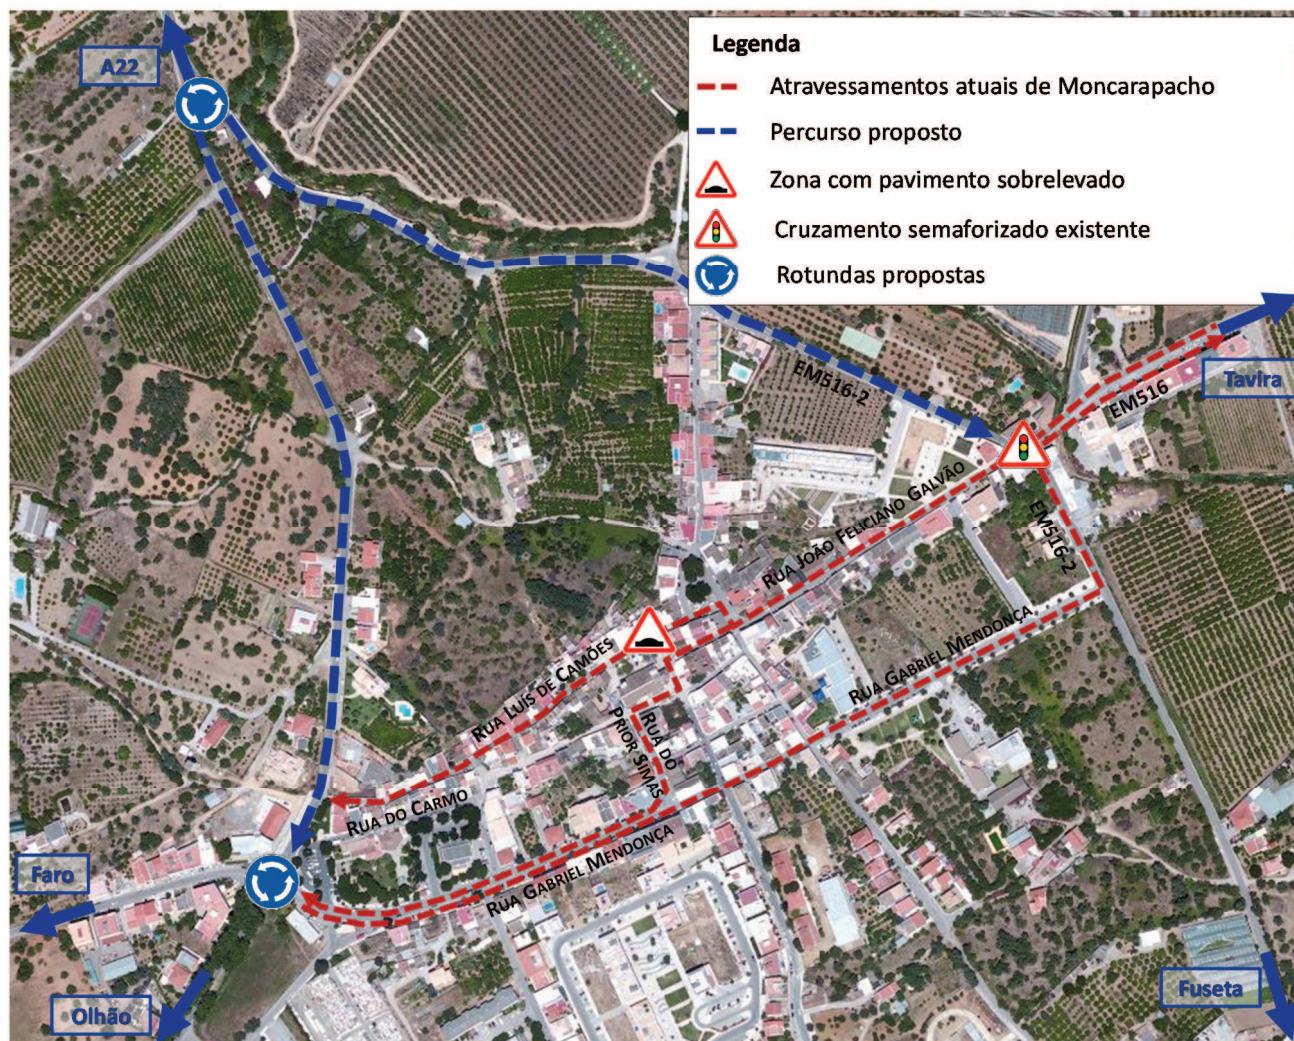 Legenda
Atravessamentos atuais de Moncarapacho
Percurso proposto
Zona com pavimento sobrelevado
Cruzamento semaforizado existente
Rotundas propostas
A22
Tavira
EM516-2
EM516
RUA JOÃO FELICIANO GALVÃO
EM516-2
RUA LUÍS DE CAMÕES
RUA GABRIEL MENDONÇA
RUA DO
PRIOR SIMAS
RUA DO CARMO
RUA GABRIEL MENDONÇA
Faro
Olhão
Fuseta